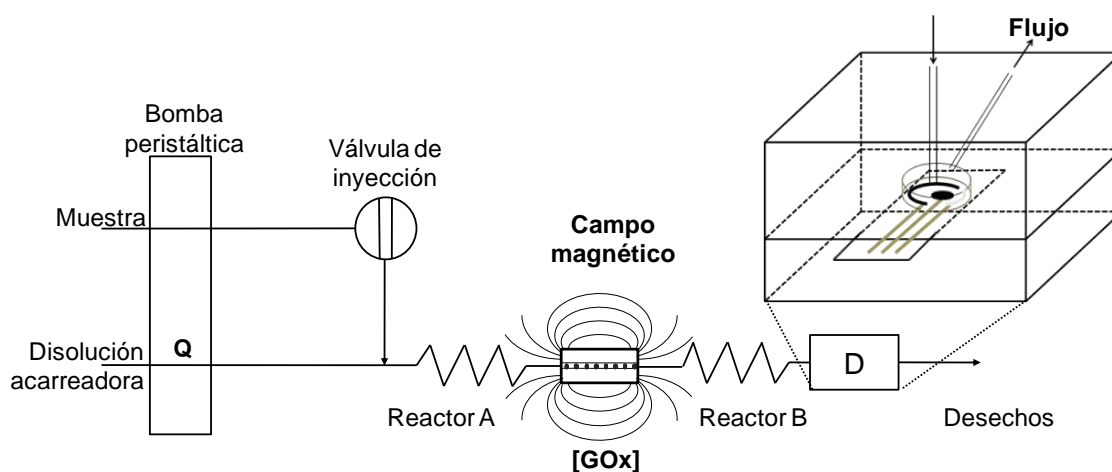 Flujo
Bomba
peristáltica
Válvula de
inyección
Muestra
Campo
magnético
Q
Disolución
acarreadora
D
Reactor A
Reactor B
Desechos
[GOx]